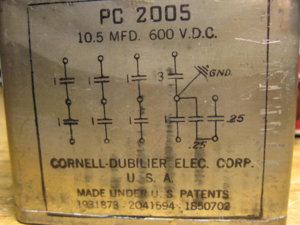 PC 2005
10.5 MFD. 600 V.D.C.
1 1 1 3 GND.
1 1 1 1 .25
.25
CORNELL-DUBILIER ELEC. CORP.
U. S. A.
MADE UNDER U. S. PATENTS
1931873 - 2041594 - 1850702